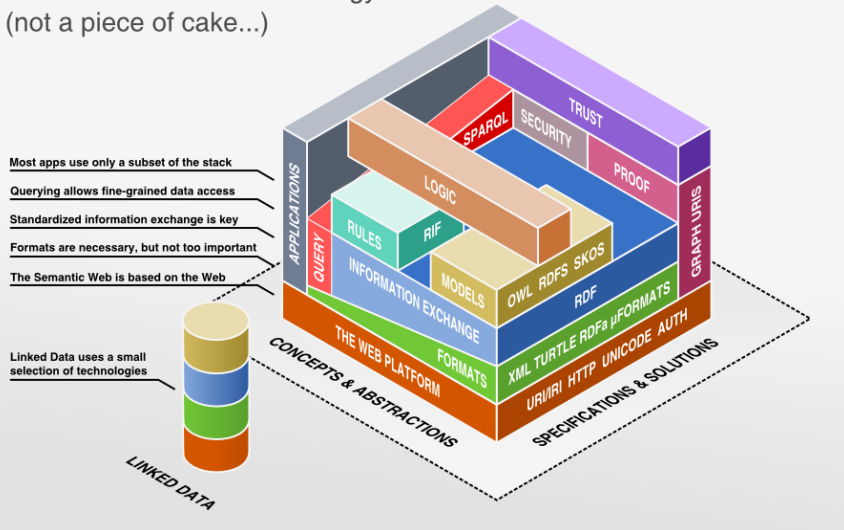 (not a piece of cake...)
Most apps use only a subset of the stack
Querying allows fine-grained data access
Standardized information exchange is key
Formats are necessary, but not too important
The Semantic Web is based on the Web
Linked Data uses a small
selection of technologies
LINKED DATA
APPLICATIONS
QUERY
RULES
RIF
LOGIC
SPARQL
SECURITY
TRUST
PROOF
GRAPH URIS
INFORMATION EXCHANGE
MODELS
OWL RDFS SKOS
RDF
FORMATS
XML TURTLE RDFa µFORMATS
THE WEB PLATFORM
URI/IRI HTTP UNICODE AUTH
CONCEPTS & ABSTRACTIONS
SPECIFICATIONS & SOLUTIONS